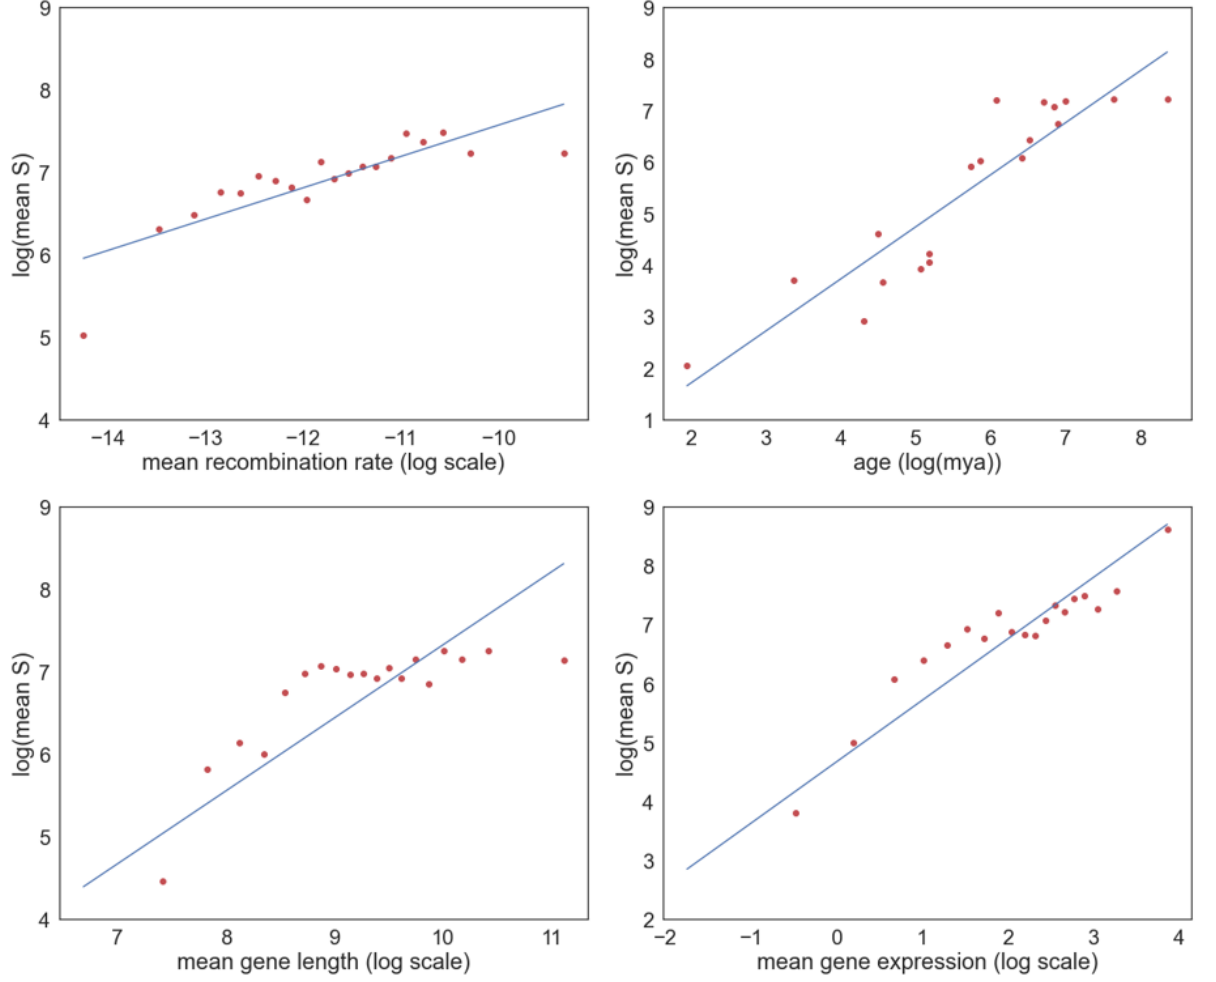 9
8
7
6
5
4
log(mean S)
−14 −13 −12 −11 −10
mean recombination rate (log scale)
9
8
7
6
5
4
3
2
1
log(mean S)
2 3 4 5 6 7 8
age (log(mya))
9
8
7
6
5
4
log(mean S)
7 8 9 10 11
mean gene length (log scale)
9
8
7
6
5
4
3
2
log(mean S)
−2 −1 0 1 2 3 4
mean gene expression (log scale)